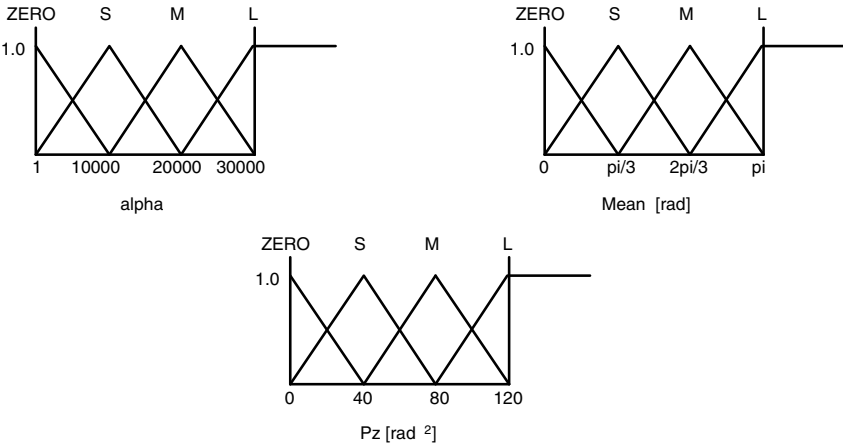 ZERO S M L
1.0
1 10000 20000 30000
alpha
ZERO S M L
1.0
0 pi/3 2pi/3 pi
Mean [rad]
ZERO S M L
1.0
0 40 80 120
Pz [rad ²]